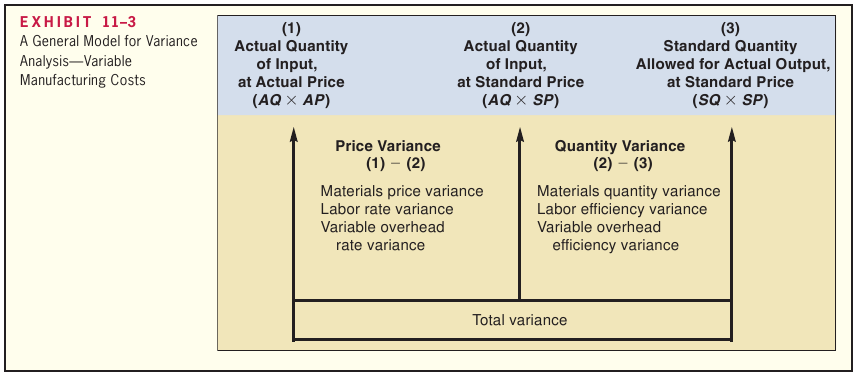 EXHIBIT 11–3
A General Model for Variance
Analysis—Variable
Manufacturing Costs
(1)
Actual Quantity
of Input,
at Actual Price
(AQ × AP)
(2)
Actual Quantity
of Input,
at Standard Price
(AQ × SP)
(3)
Standard Quantity
Allowed for Actual Output,
at Standard Price
(SQ × SP)
Price Variance
(1) − (2)
Materials price variance
Labor rate variance
Variable overhead
rate variance
Quantity Variance
(2) − (3)
Materials quantity variance
Labor efficiency variance
Variable overhead
efficiency variance
Total variance